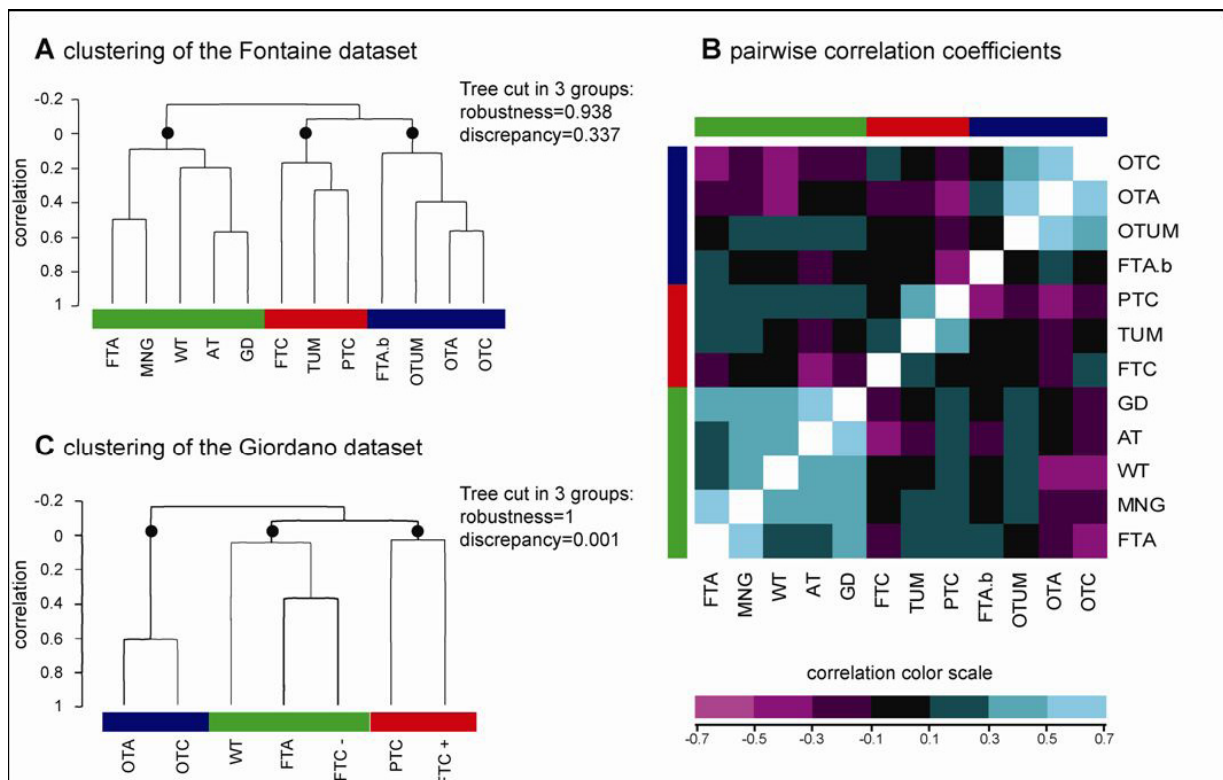 A clustering of the Fontaine dataset
Tree cut in 3 groups:
robustness=0.938
discrepancy=0.337
correlation
-0.2
0
0.2
0.4
0.6
0.8
1
FTA MNG WT AT GD FTC TUM PTC FTA.b OTUM OTA OTC
B pairwise correlation coefficients
OTC
OTA
OTUM
FTA.b
PTC
TUM
FTC
GD
AT
WT
MNG
FTA
FTA MNG WT AT GD FTC TUM PTC FTA.b OTUM OTA OTC
correlation color scale
-0.7 -0.5 -0.3 -0.1 0.1 0.3 0.5 0.7
C clustering of the Giordano dataset
Tree cut in 3 groups:
robustness=1
discrepancy=0.001
correlation
-0.2
0
0.2
0.4
0.6
0.8
1
OTA OTC WT FTA FTC - PTC FTC +